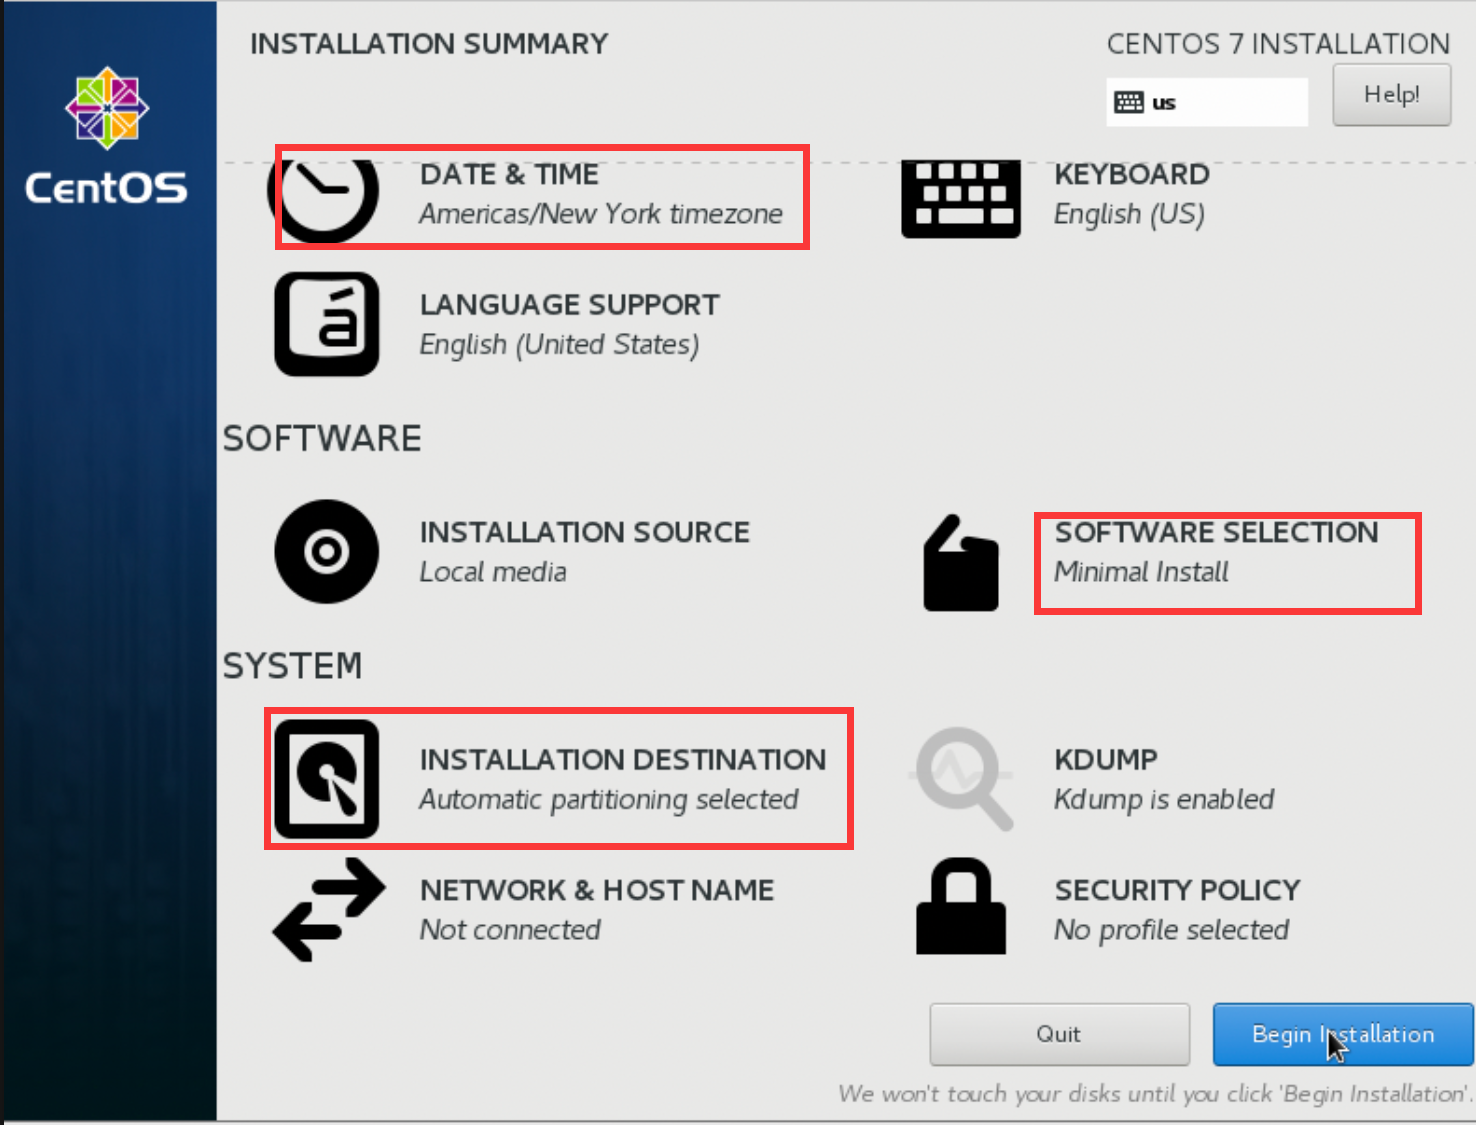 INSTALLATION SUMMARY
CENTOS 7 INSTALLATION
us
Help!
CentOS
DATE & TIME
Americas/New York timezone
KEYBOARD
English (US)
á
LANGUAGE SUPPORT
English (United States)
SOFTWARE
INSTALLATION SOURCE
Local media
SOFTWARE SELECTION
Minimal Install
SYSTEM
INSTALLATION DESTINATION
Automatic partitioning selected
KDUMP
Kdump is enabled
NETWORK & HOST NAME
Not connected
SECURITY POLICY
No profile selected
Quit
Begin Installation
We won't touch your disks until you click 'Begin Installation'.